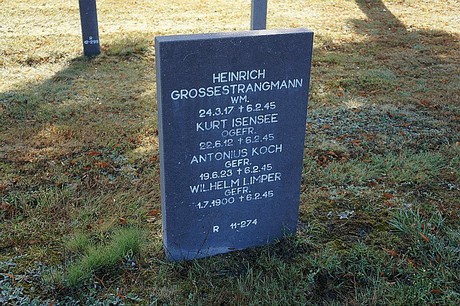 HEINRICH
GROSSESTRANGMANN
WM.
24.3.17 † 6.2.45
KURT ISENSEE
OGEFR.
22.6.12 † 6.2.45
ANTONIUS KOCH
GEFR.
19.6.23 † 6.2.45
WILHELM LIMPER
GEFR.
1.7.1900 † 6.2.45
R 11-274